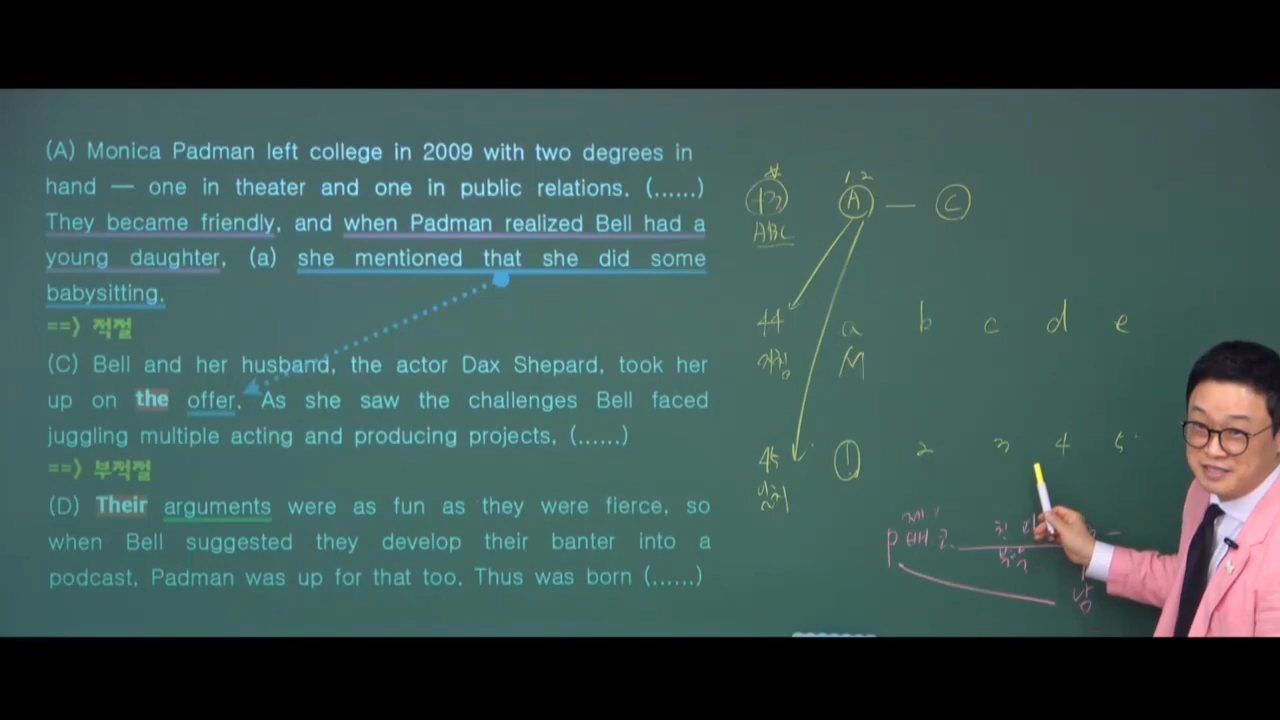 (A) Monica Padman left college in 2009 with two degrees in
hand — one in theater and one in public relations. (......)
They became friendly, and when Padman realized Bell had a
young daughter, (a) she mentioned that she did some
babysitting.
==> 적절
(C) Bell and her husband, the actor Dax Shepard, took her
up on the offer. As she saw the challenges Bell faced
juggling multiple acting and producing projects, (......)
==> 부적절
(D) Their arguments were as fun as they were fierce, so
when Bell suggested they develop their banter into a
podcast, Padman was up for that too. Thus was born (......)
43 A — C
ABC
1 2
44 a b c d e
M
45 1 2 3 4 5
일치
P